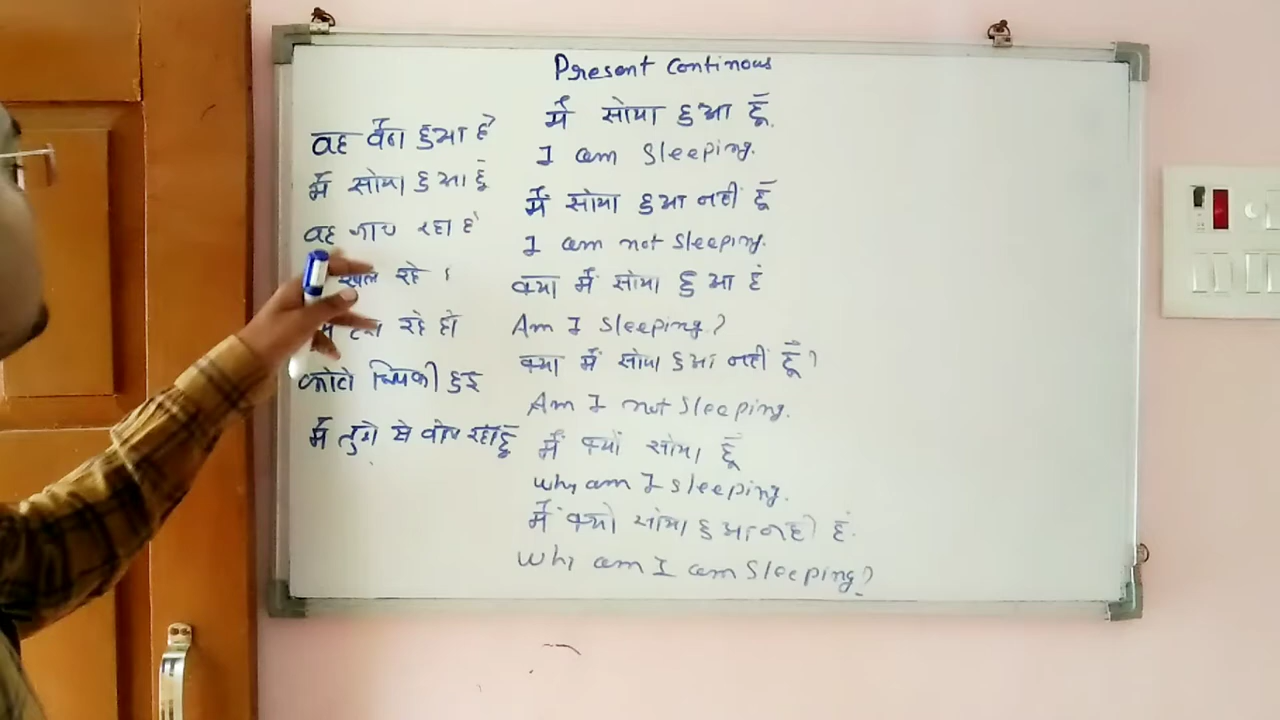 Present Continous
वह बैठा हुआ है
मैं सोया हुआ हूँ
वह नाच रहा है
खेल रहे
रहे हो
फोटो चिपकी हुई
मैं से बोल रहा हूँ
मैं सोया हुआ हूँ.
I am Sleeping.
मैं सोया हुआ नहीं हूँ
I am not Sleeping.
क्या मैं सोया हुआ हूं
Am I Sleeping?
क्या मैं सोया हुआ नहीं हूँ?
Am I not Sleeping.
मैं क्यों सोया हूँ
Why am I Sleeping.
मैं क्यो सोया हुआ नही हूं.
Why am I am Sleeping?